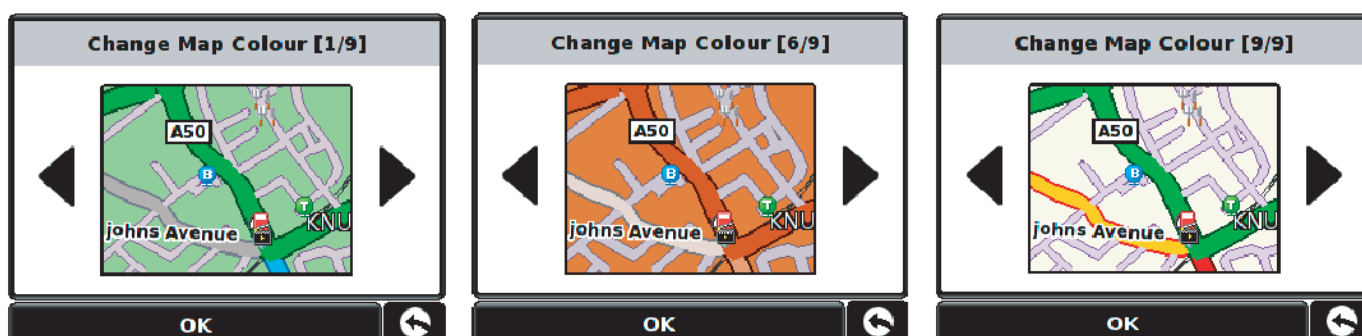 Change Map Colour [1/9]
A50
B
T
KNU
johns Avenue
OK
Change Map Colour [6/9]
A50
B
T
KNU
johns Avenue
OK
Change Map Colour [9/9]
A50
B
T
KNU
johns Avenue
OK